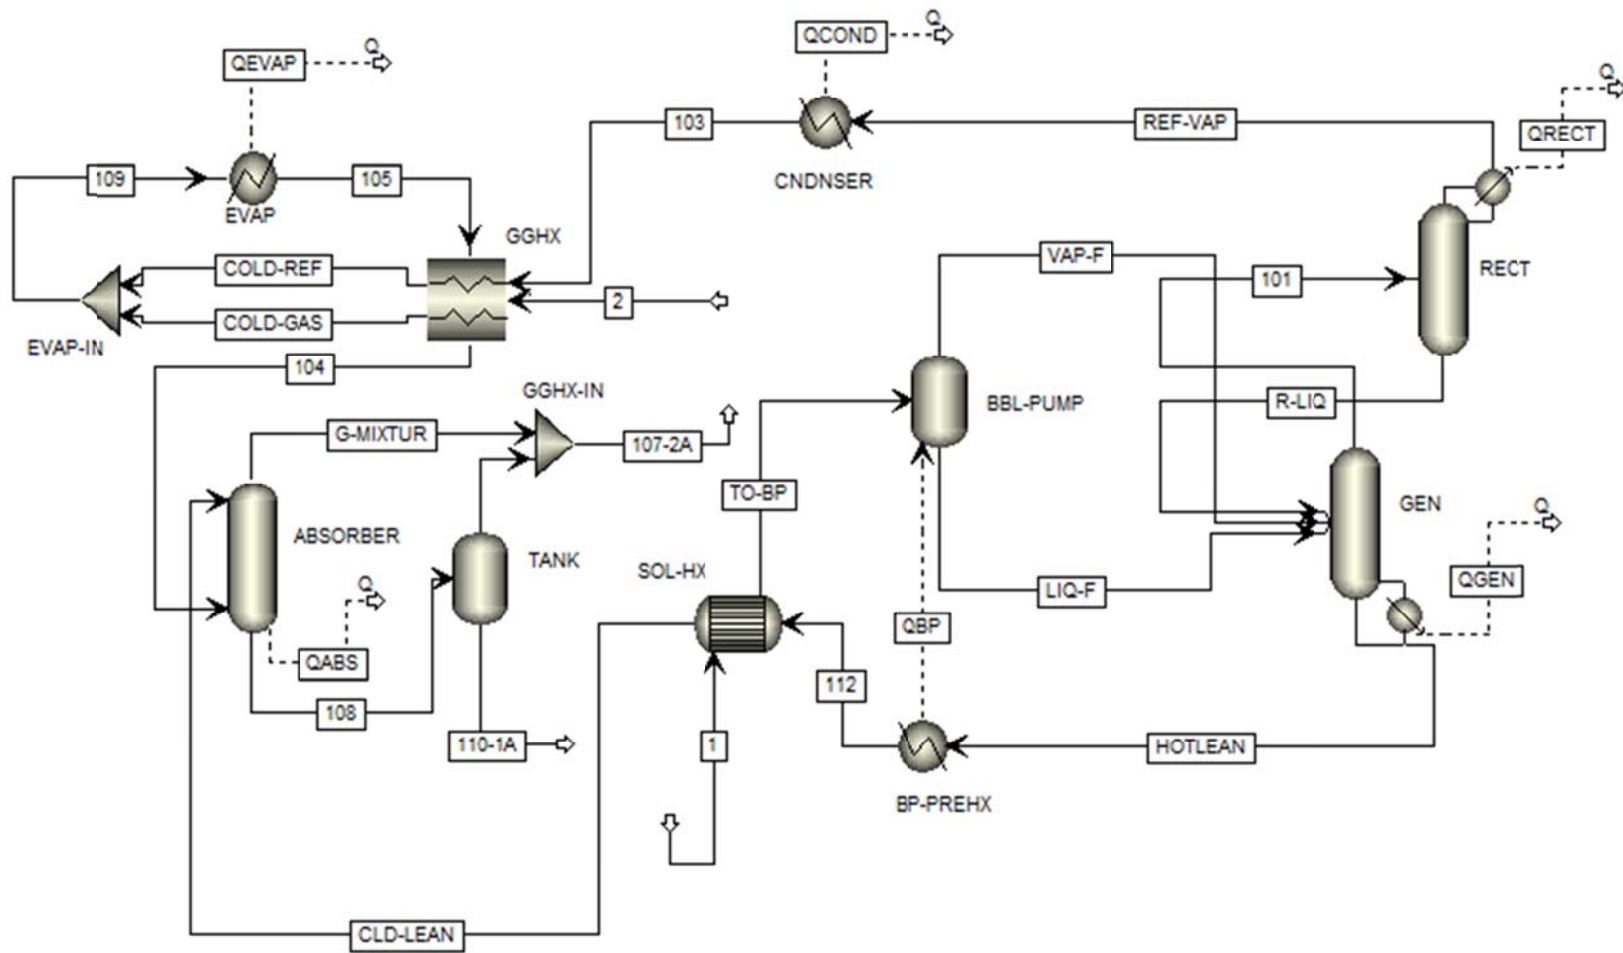 Q
QCOND
Q
QEVAP
Q
103
REF-VAP
QRECT
CNDNSER
109
105
EVAP
GGHX
VAP-F
COLD-REF
101
RECT
2
COLD-GAS
EVAP-IN
104
GGHX-IN
R-LIQ
BBL-PUMP
G-MIXTUR
107-2A
TO-BP
GEN
Q
ABSORBER
TANK
SOL-HX
Q
LIQ-F
QGEN
QBP
QABS
112
108
110-1A
1
HOTLEAN
BP-PREHX
CLD-LEAN